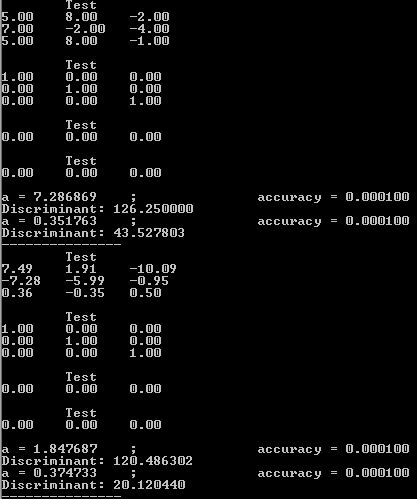 Test
5.00 8.00 -2.00
7.00 -2.00 -4.00
5.00 8.00 -1.00
Test
1.00 0.00 0.00
0.00 1.00 0.00
0.00 0.00 1.00
Test
0.00 0.00 0.00
Test
0.00 0.00 0.00
a = 7.286869 ; accuracy = 0.000100
Discriminant: 126.250000
a = 0.351763 ; accuracy = 0.000100
Discriminant: 43.527803
---------------
Test
7.49 1.91 -10.09
-7.28 -5.99 -0.95
0.36 -0.35 0.50
Test
1.00 0.00 0.00
0.00 1.00 0.00
0.00 0.00 1.00
Test
0.00 0.00 0.00
Test
0.00 0.00 0.00
a = 1.847687 ; accuracy = 0.000100
Discriminant: 120.486302
a = 0.374733 ; accuracy = 0.000100
Discriminant: 20.120440
---------------